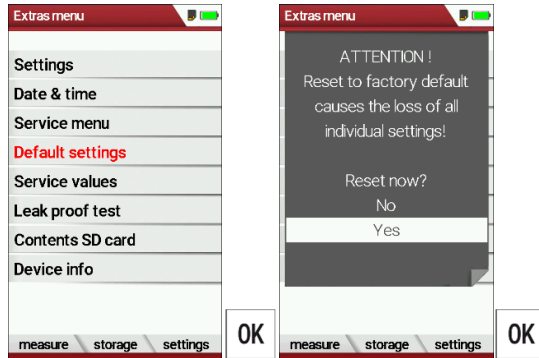 Extras menu
Settings
Date & time
Service menu
Default settings
Service values
Leak proof test
Contents SD card
Device info
measure storage settings
OK
Extras menu
ATTENTION !
Reset to factory default
causes the loss of all
individual settings!
Reset now?
No
Yes
measure storage settings
OK